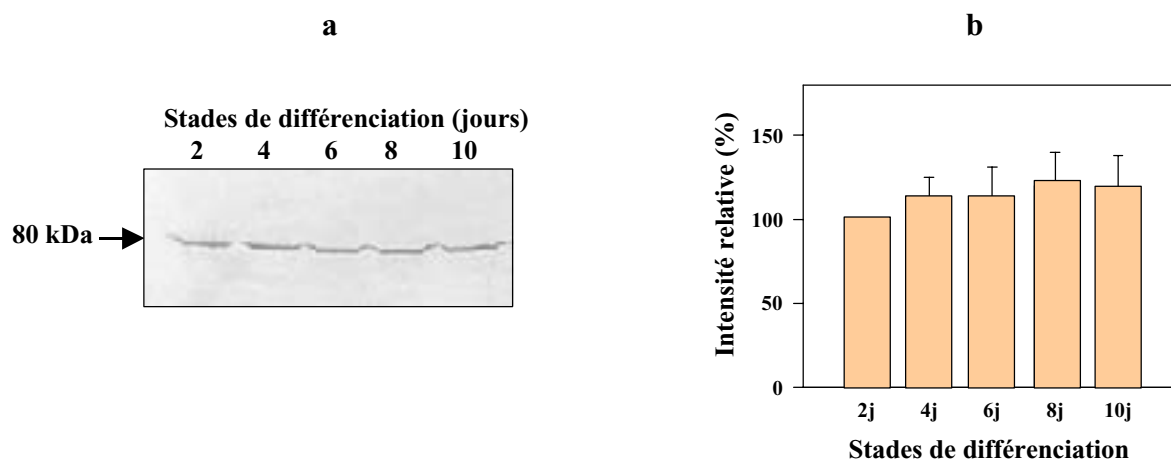 a
Stades de différenciation (jours)
2 4 6 8 10
80 kDa
b
Intensité relative (%)
150
100
50
0
2j 4j 6j 8j 10j
Stades de différenciation